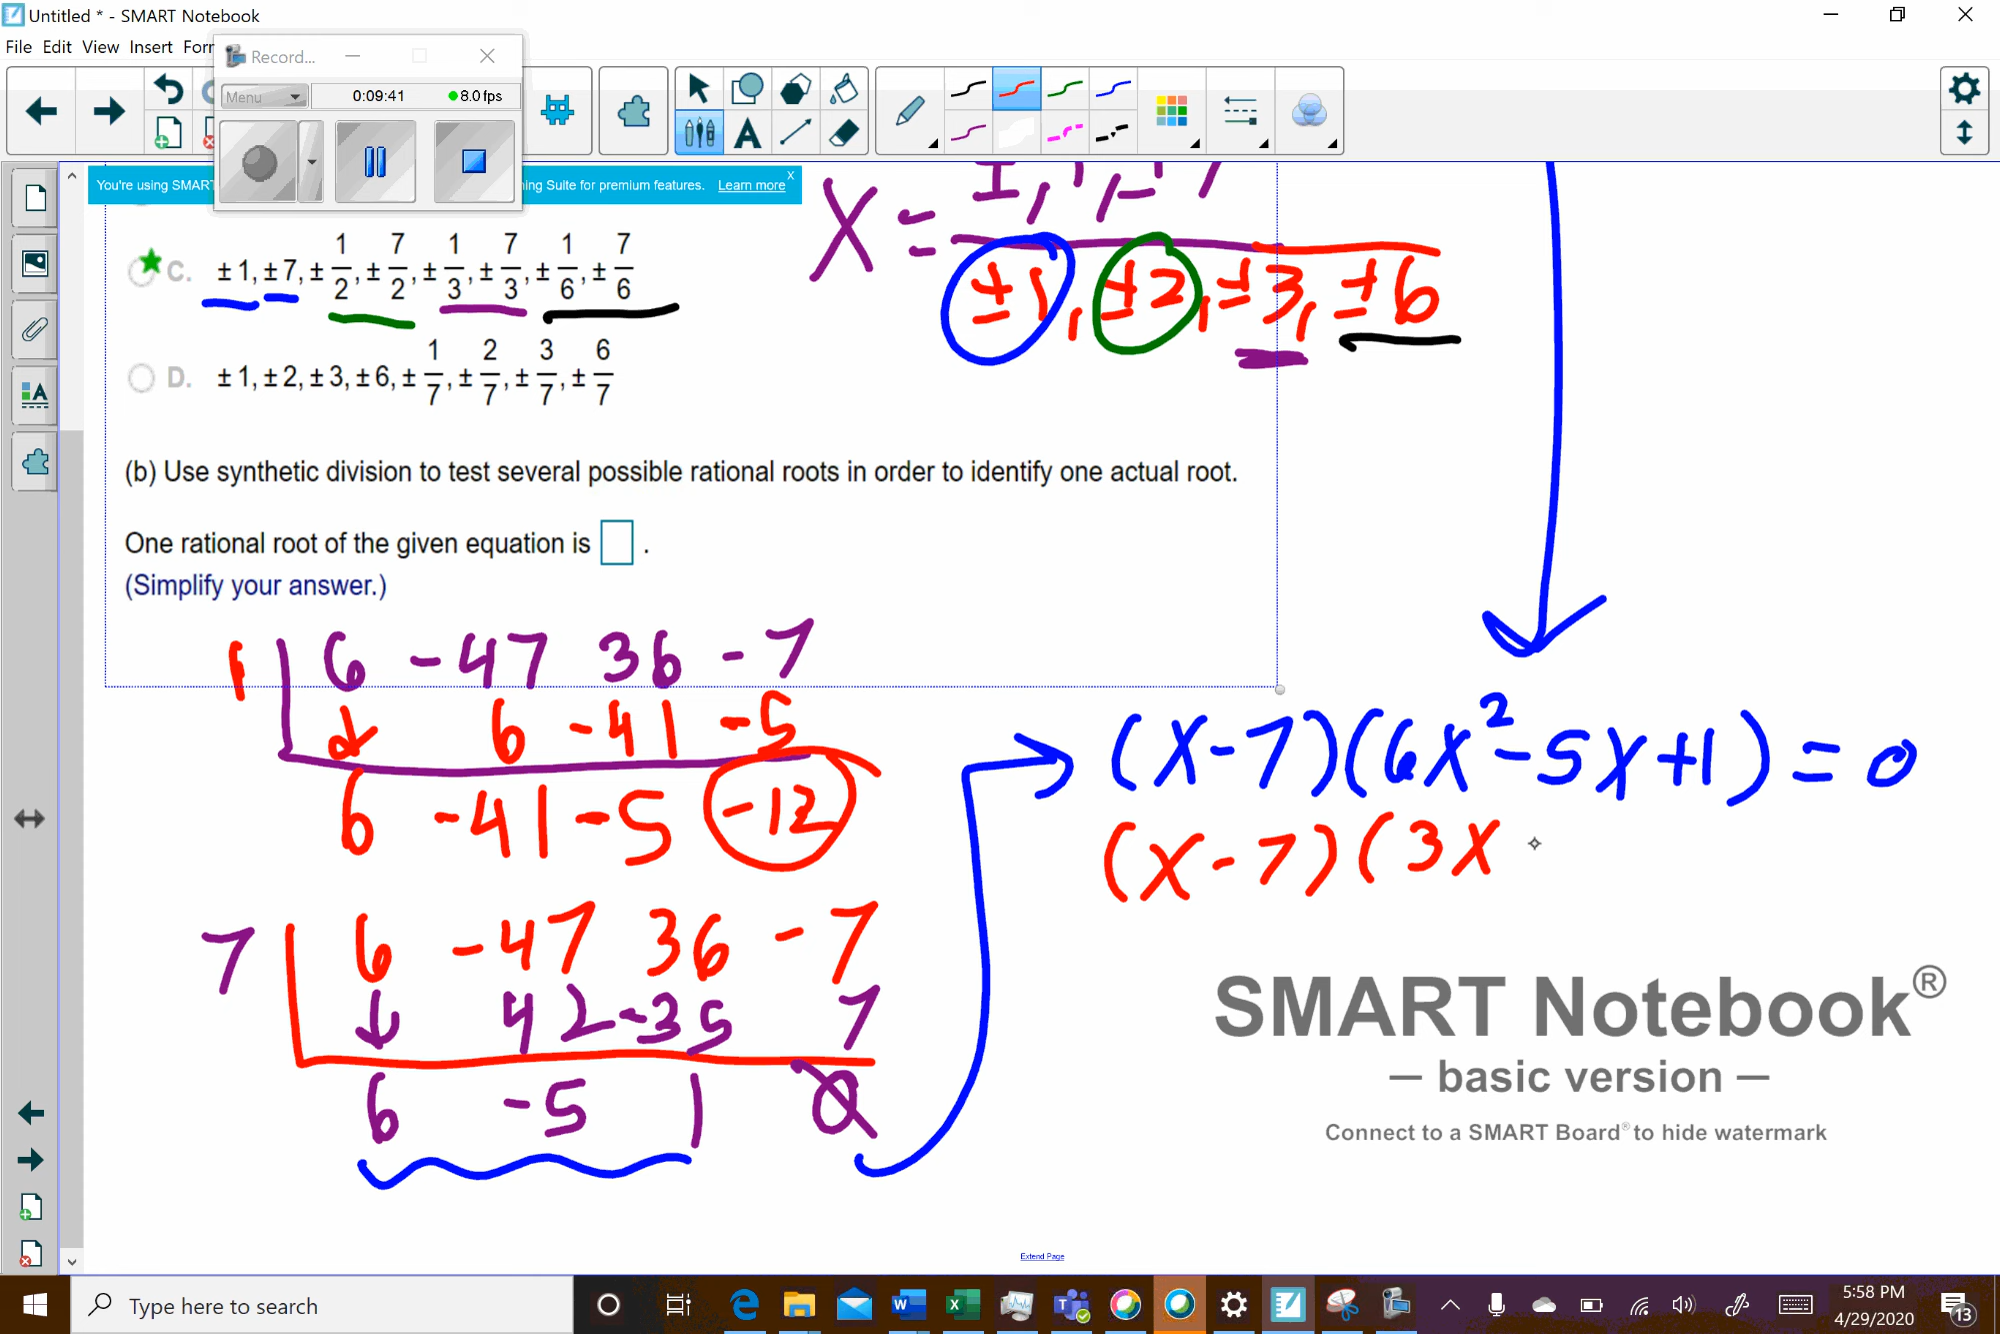 Untitled * - SMART Notebook
File Edit View Insert
Record...
Menu 0:09:41 8.0 fps
You're using SMART
Suite for premium features. Learn more X
X =
±1, ±2, ±3, ±6
C. ± 1, ± 7, ± 1/2, ± 7/2, ± 1/3, ± 7/3, ± 1/6, ± 7/6
D. ± 1, ± 2, ± 3, ± 6, ± 1/7, ± 2/7, ± 3/7, ± 6/7
(b) Use synthetic division to test several possible rational roots in order to identify one actual root.
One rational root of the given equation is .
(Simplify your answer.)
1 6 -47 36 -7
6 -41 -5
6 -41 -5 -12
7 6 -47 36 -7
42 -35 7
6 -5 1 0
(x-7)(6x²-5x+1)=0
(x-7)(3x
SMART Notebook®
— basic version —
Connect to a SMART Board® to hide watermark
Extend Page
Type here to search
5:58 PM
4/29/2020
13